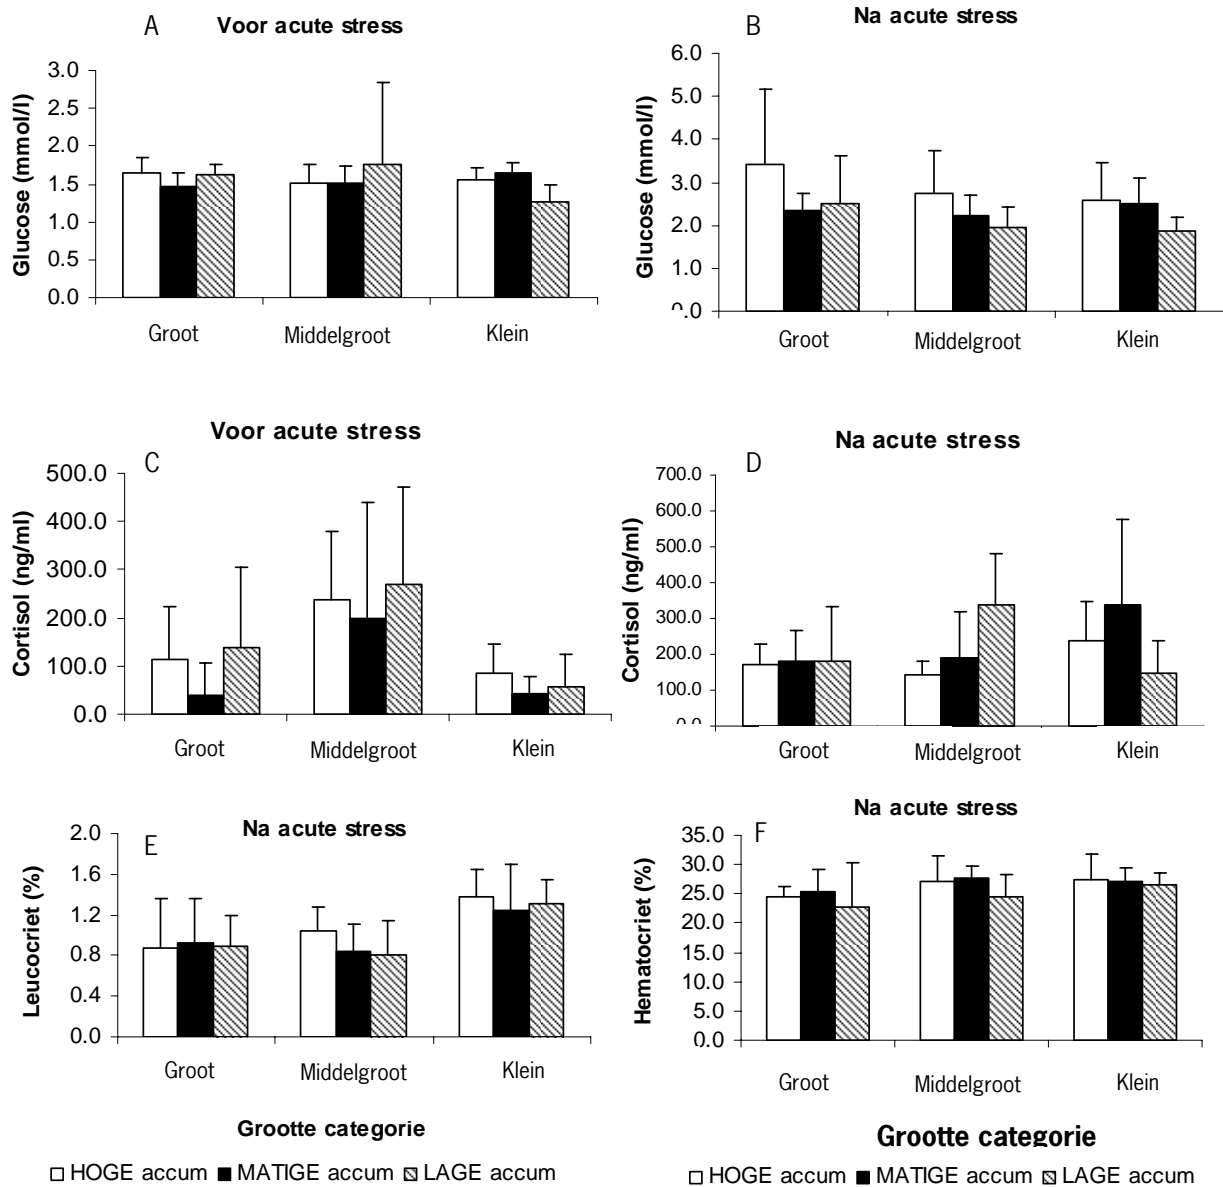 A
Voor acute stress
Glucose (mmol/l)
3.0
2.5
2.0
1.5
1.0
0.5
0.0
Groot
Middelgroot
Klein
B
Na acute stress
Glucose (mmol/l)
6.0
5.0
4.0
3.0
2.0
1.0
Groot
Middelgroot
Klein
Voor acute stress
C
Cortisol (ng/ml)
500.0
400.0
300.0
200.0
100.0
0.0
Groot
Middelgroot
Klein
Na acute stress
D
Cortisol (ng/ml)
700.0
600.0
500.0
400.0
300.0
200.0
100.0
Groot
Middelgroot
Klein
Na acute stress
E
Leucocriet (%)
2.0
1.6
1.2
0.8
0.4
0.0
Groot
Middelgroot
Klein
Grootte categorie
HOGE accum MATIGE accum LAGE accum
Na acute stress
F
Hematocriet (%)
35.0
30.0
25.0
20.0
15.0
10.0
5.0
0.0
Groot
Middelgroot
Klein
Grootte categorie
HOGE accum MATIGE accum LAGE accum